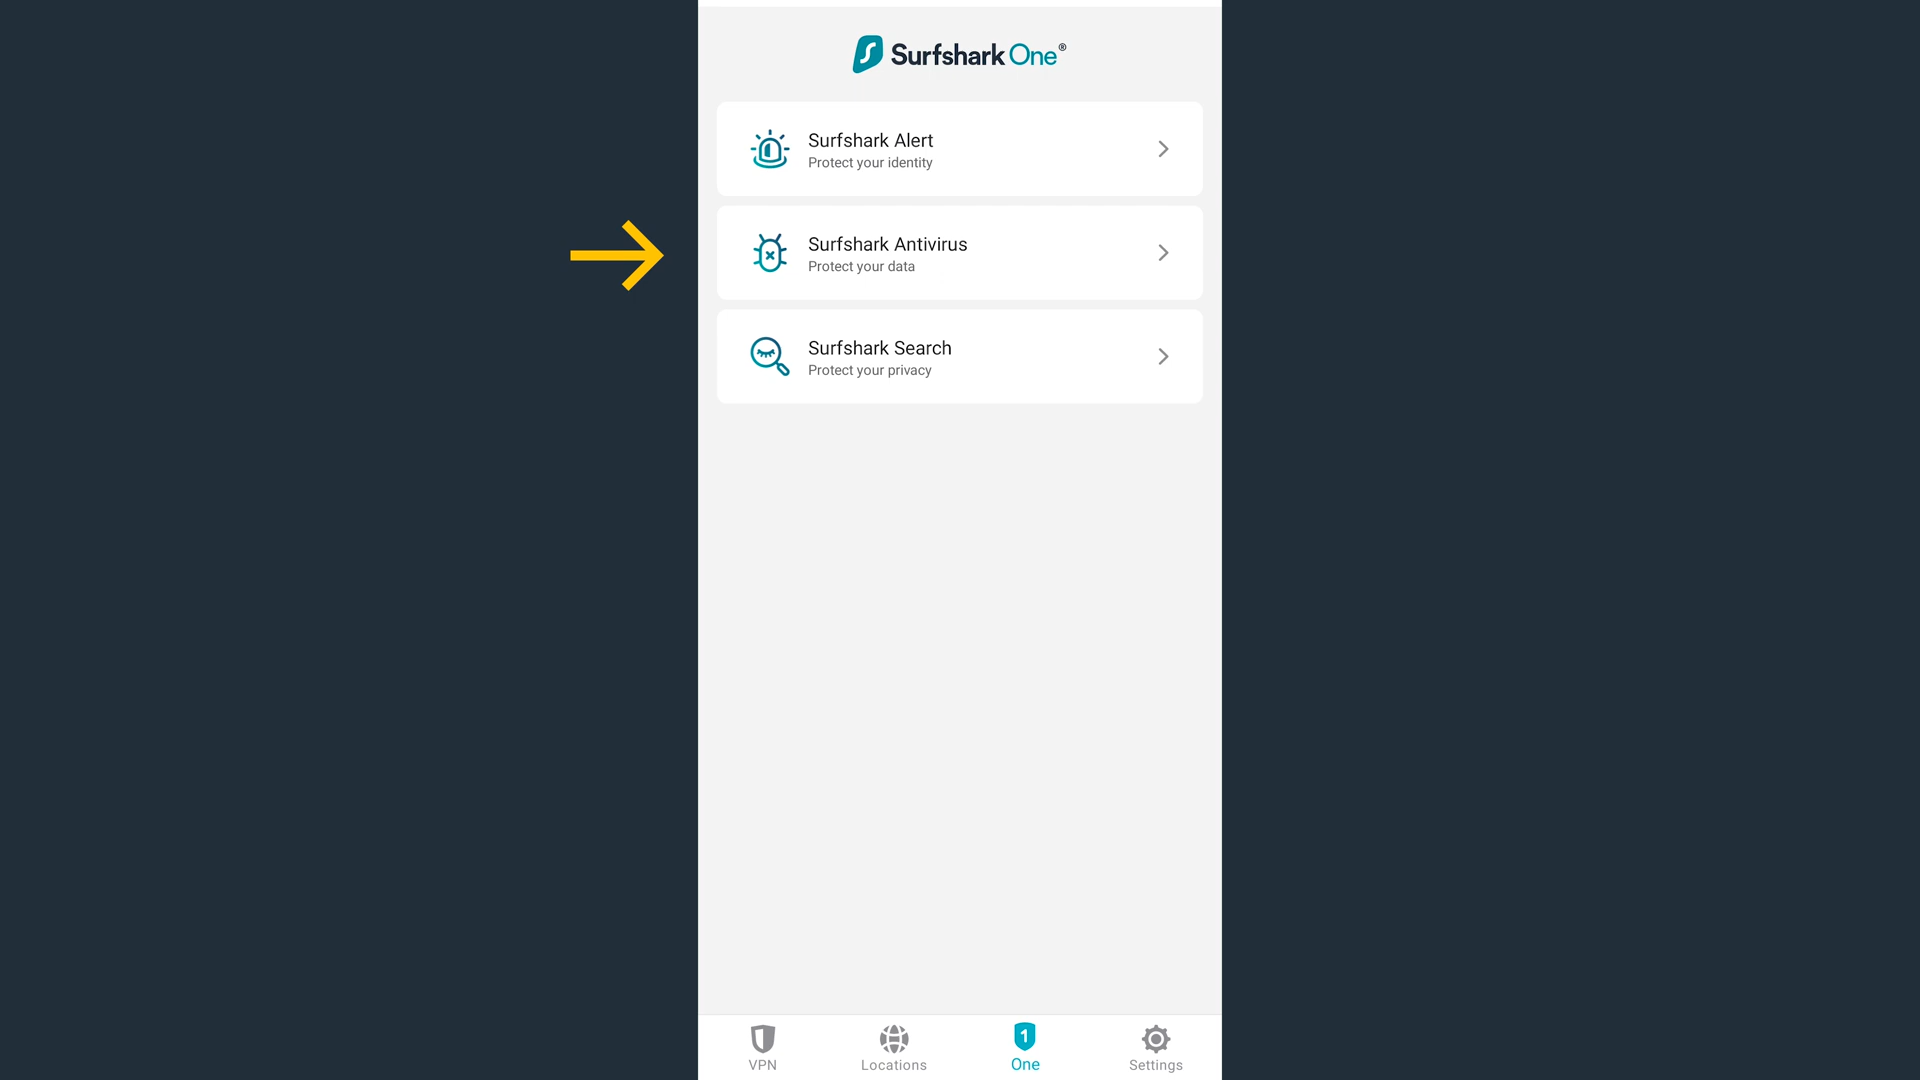 Surfshark One®
Surfshark Alert
Protect your identity
Surfshark Antivirus
Protect your data
Surfshark Search
Protect your privacy
1
VPN
Locations
One
Settings